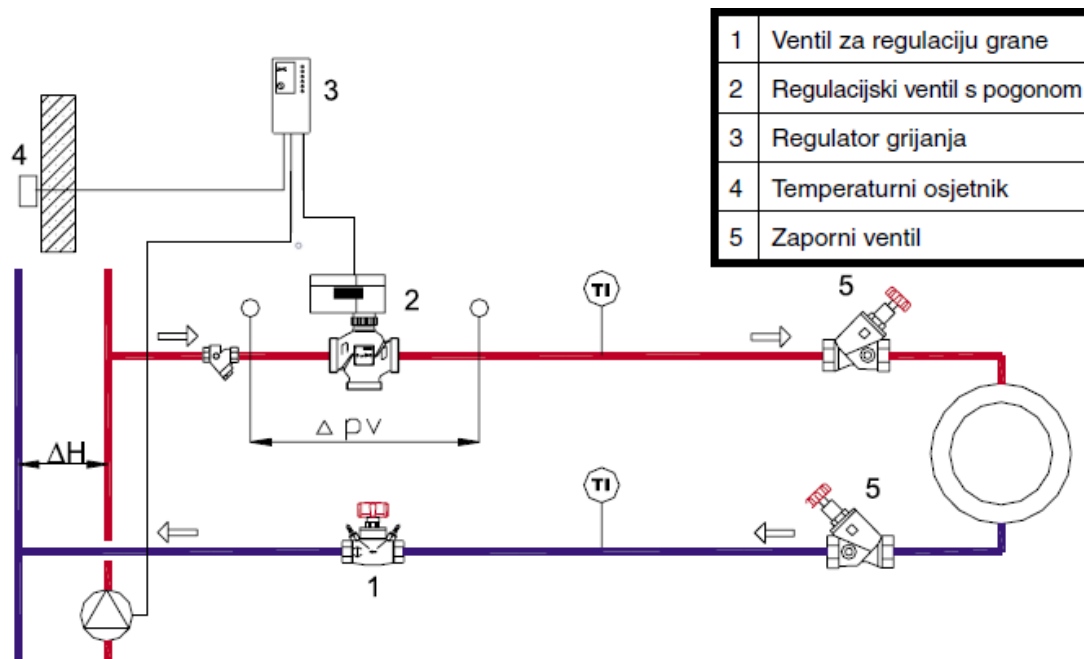 1 Ventil za regulaciju grane
2 Regulacijski ventil s pogonom
3 Regulator grijanja
4 Temperaturni osjetnik
5 Zaporni ventil
3
4
2
TI
5
Δ pv
ΔH
TI
5
1